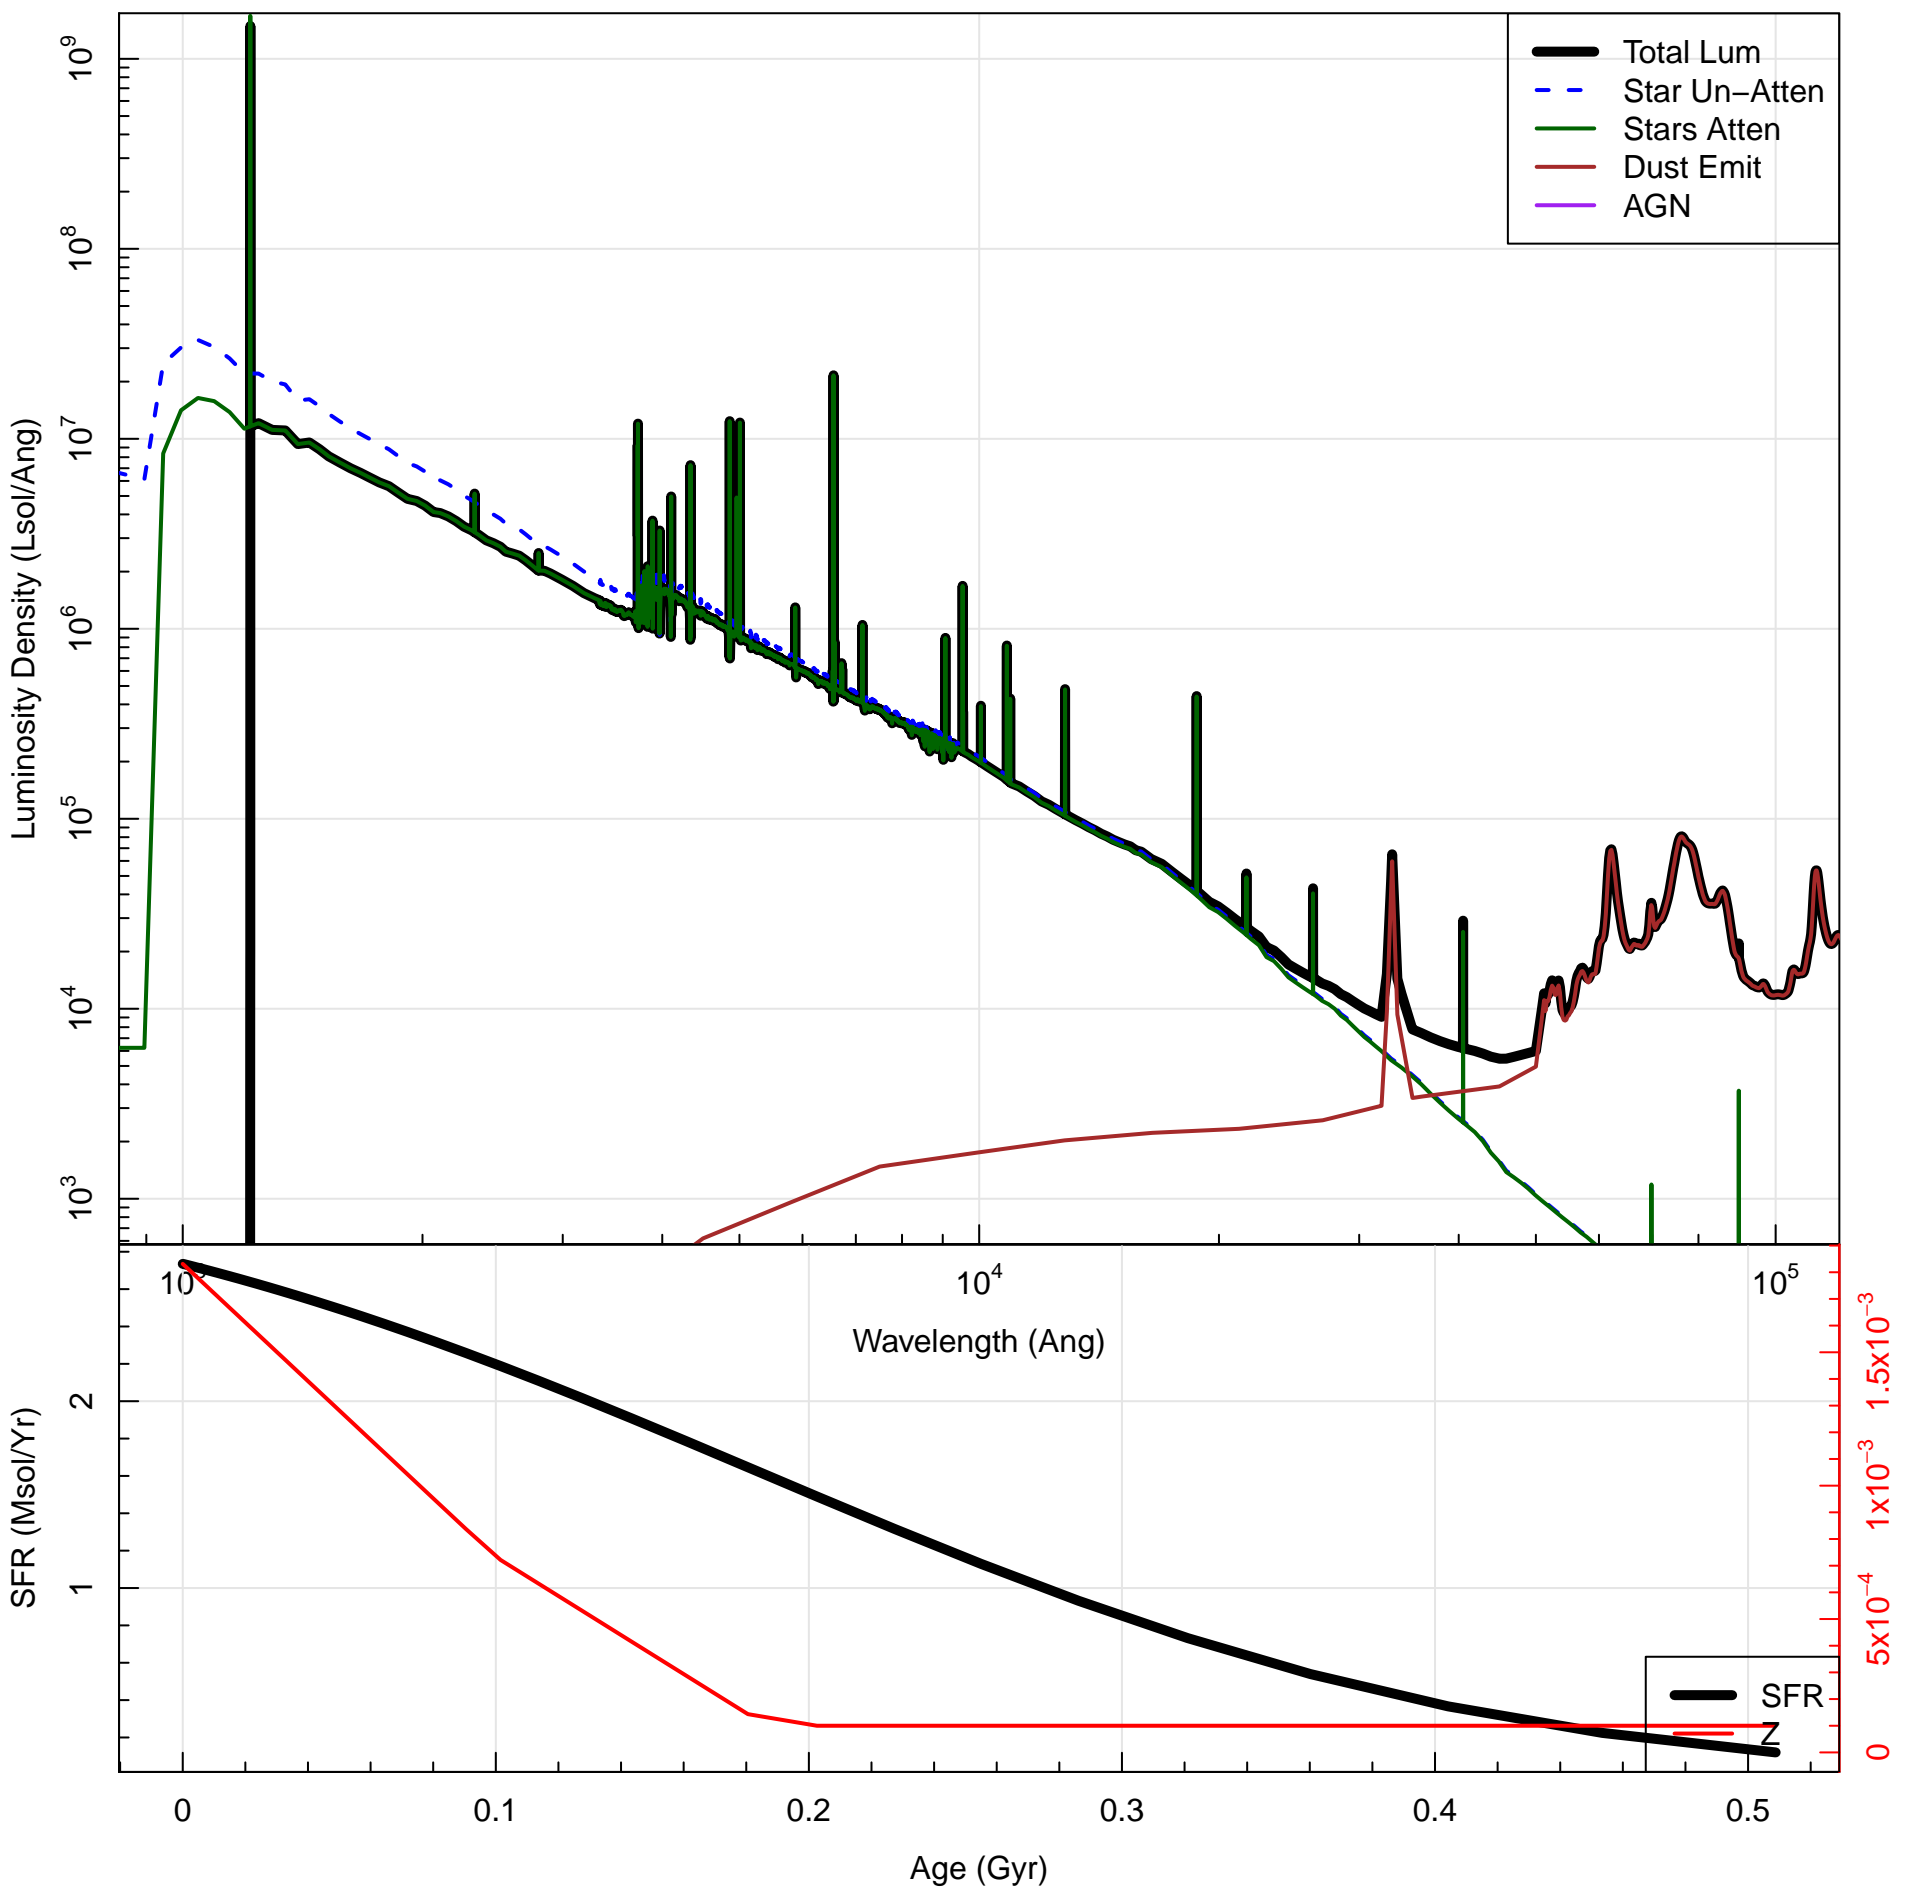 Total Lum
Star Un−Atten
Stars Atten
Dust Emit
AGN
Luminosity Density (Lsol/Ang)
10^9
10^8
10^7
10^6
10^5
10^4
10^3
10^4
10^5
Wavelength (Ang)
SFR (Msol/Yr)
2
1
1.5x10^−3
1x10^−3
5x10^−4
0
SFR
Z
0
0.1
0.2
0.3
0.4
0.5
Age (Gyr)